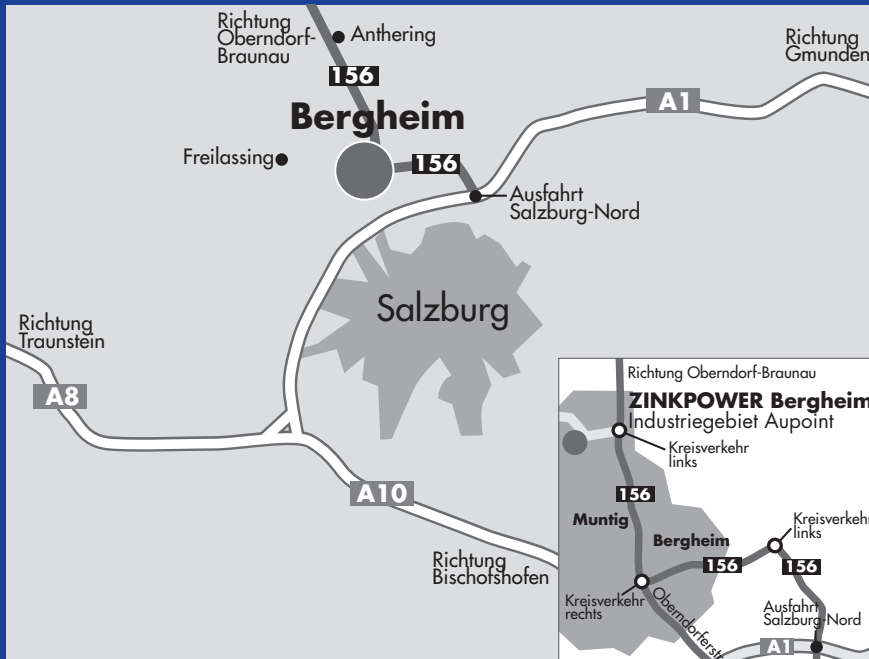 Richtung
Oberndorf-
Braunau
Anthering
Richtung
Gmunden
156
A1
Bergheim
Freilassing
156
Ausfahrt
Salzburg-Nord
Salzburg
Richtung
Traunstein
A8
A10
Richtung
Bischofshofen
Richtung Oberndorf-Braunau
ZINKPOWER Bergheim
Industriegebiet Aupoint
Kreisverkehr
links
156
Muntig
Bergheim
Kreisverkehr
links
156
156
Kreisverkehr
rechts
Oberndorferstr
Ausfahrt
Salzburg-Nord
A1